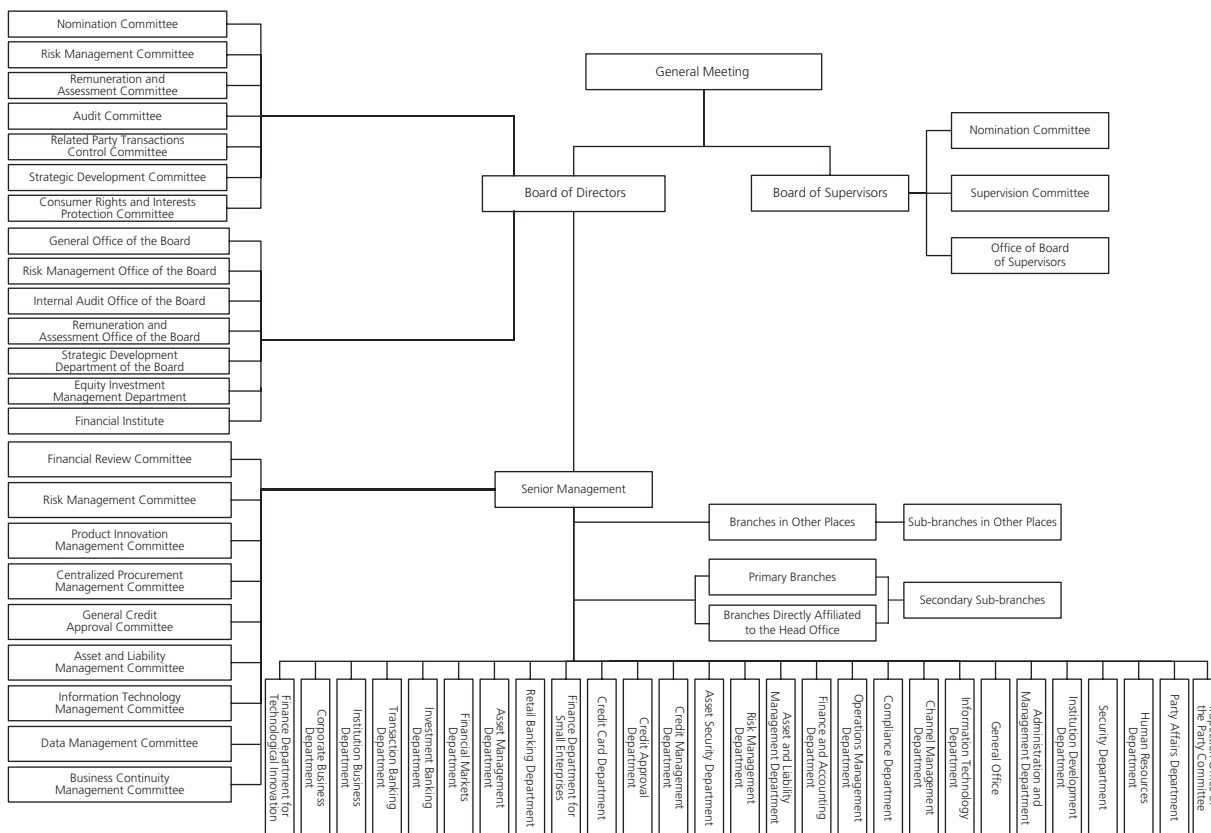 Nomination Committee
Risk Management Committee
Remuneration and
Assessment Committee
Audit Committee
Related Party Transactions
Control Committee
Strategic Development Committee
Consumer Rights and Interests
Protection Committee
General Office of the Board
Risk Management Office of the Board
Internal Audit Office of the Board
Remuneration and
Assessment Office of the Board
Strategic Development
Department of the Board
Equity Investment
Management Department
Financial Institute
Financial Review Committee
Risk Management Committee
Product Innovation
Management Committee
Centralized Procurement
Management Committee
General Credit
Approval Committee
Asset and Liability
Management Committee
Information Technology
Management Committee
Data Management Committee
Business Continuity
Management Committee
General Meeting
Board of Directors
Board of Supervisors
Nomination Committee
Supervision Committee
Office of Board
of Supervisors
Senior Management
Branches in Other Places
Sub-branches in Other Places
Primary Branches
Branches Directly Affiliated
to the Head Office
Secondary Sub-branches
Finance Department for
Technological Innovation
Corporate Business
Department
Institution Business
Department
Transaction Banking
Department
Investment Banking
Department
Financial Markets
Department
Asset Management
Department
Retail Banking Department
Finance Department for
Small Enterprises
Credit Card Department
Credit Approval
Department
Credit Management
Department
Asset Security Department
Risk Management
Department
Asset and Liability
Management Department
Finance and Accounting
Department
Operations Management
Department
Compliance Department
Channel Management
Department
Information Technology
Department
General Office
Administration and
Management Department
Institution Development
Department
Security Department
Human Resources
Department
Party Affairs Department
the Party Committee